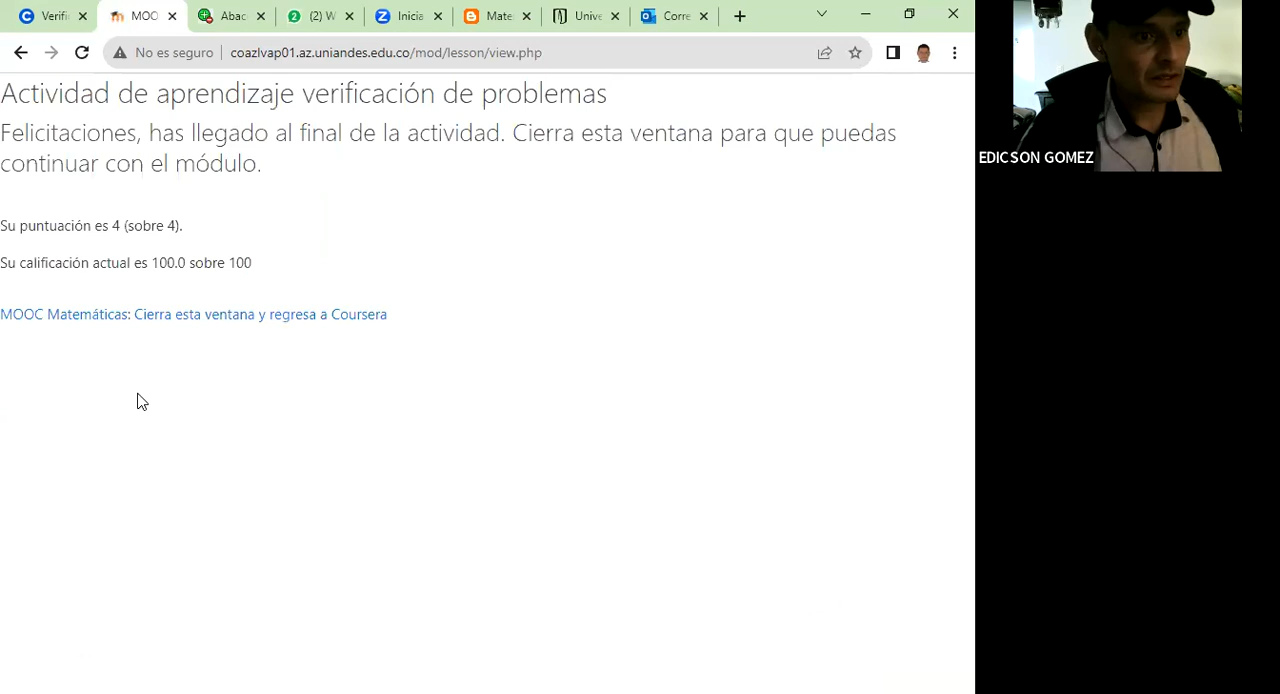 Verifi
MOO
Abac
(2) W
Inicia
Mate
Unive
Corre
No es seguro
coazlvap01.az.uniandes.edu.co/mod/lesson/view.php
Actividad de aprendizaje verificación de problemas
Felicitaciones, has llegado al final de la actividad. Cierra esta ventana para que puedas
continuar con el módulo.
Su puntuación es 4 (sobre 4).
Su calificación actual es 100.0 sobre 100
MOOC Matemáticas: Cierra esta ventana y regresa a Coursera
EDICSON GOMEZ